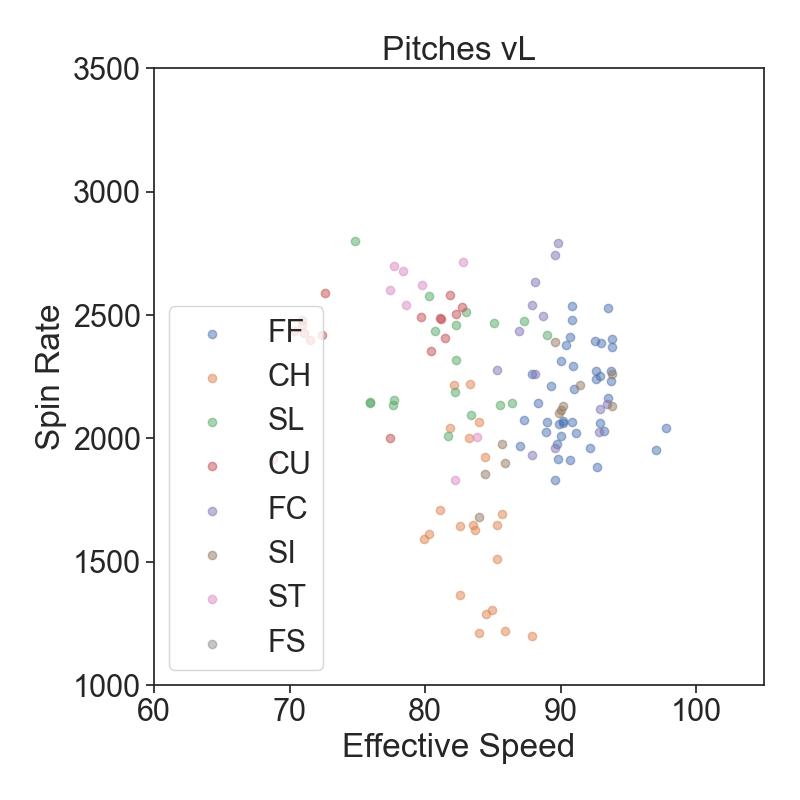 Pitches vL
3500
3000
2500
2000
1500
1000
Spin Rate
FF
CH
SL
CU
FC
SI
ST
FS
60 70 80 90 100
Effective Speed